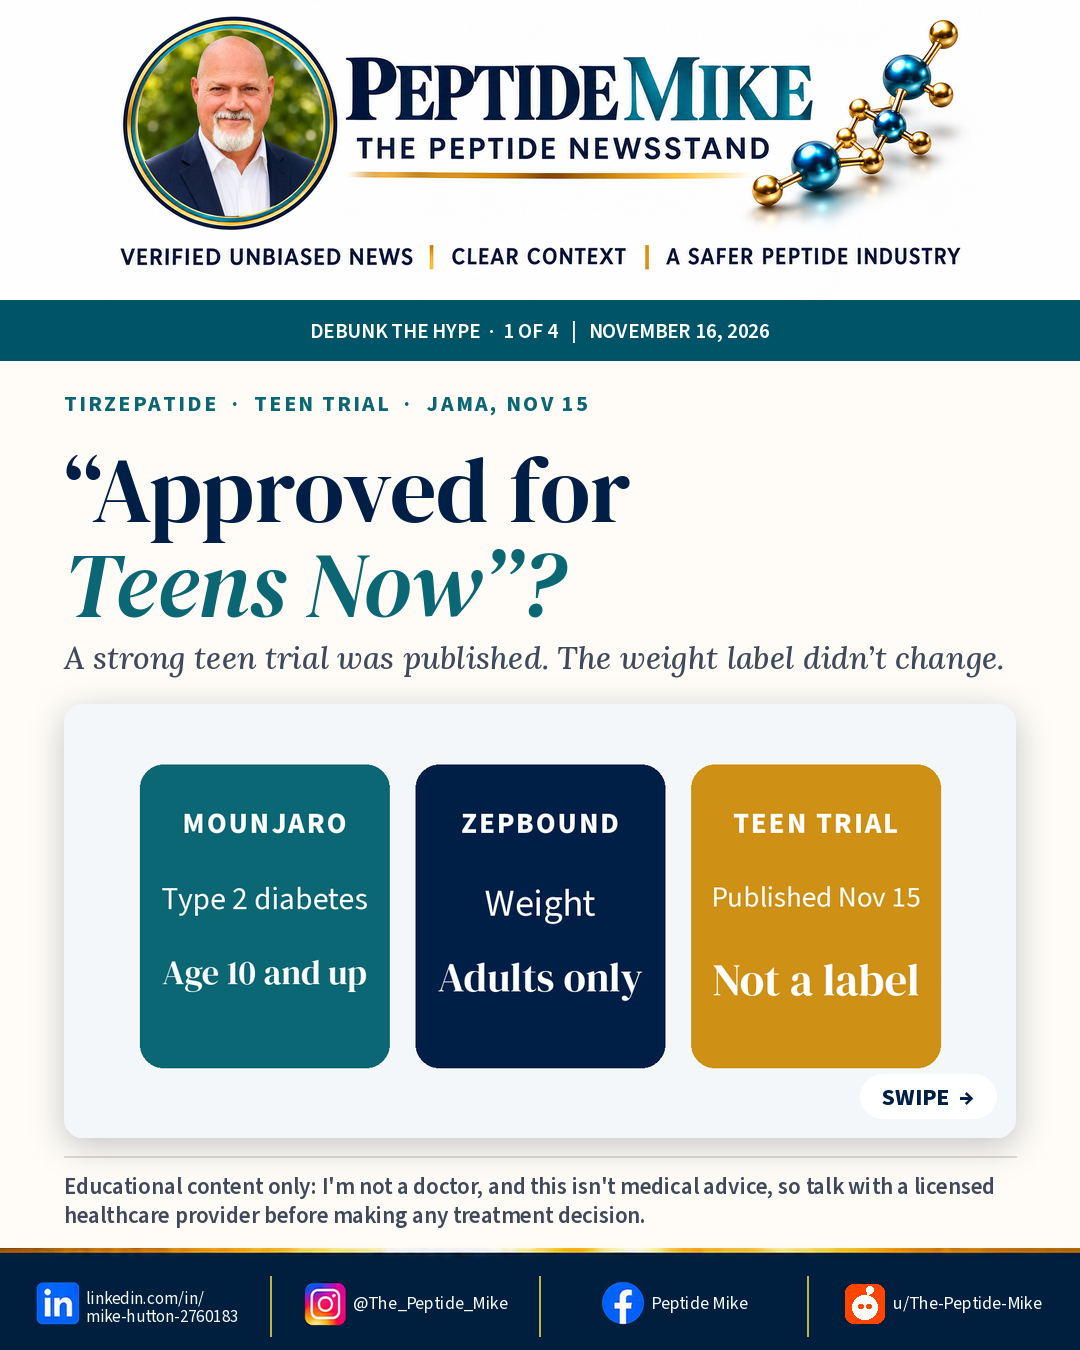 PEPTIDEMIKE
THE PEPTIDE NEWSSTAND
VERIFIED UNBIASED NEWS | CLEAR CONTEXT | A SAFER PEPTIDE INDUSTRY
DEBUNK THE HYPE · 1 OF 4 | NOVEMBER 16, 2026
TIRZEPATIDE · TEEN TRIAL · JAMA, NOV 15
“Approved for
Teens Now”?
A strong teen trial was published. The weight label didn’t change.
MOUNJARO
Type 2 diabetes
Age 10 and up
ZEPBOUND
Weight
Adults only
TEEN TRIAL
Published Nov 15
Not a label
SWIPE →
Educational content only: I'm not a doctor, and this isn't medical advice, so talk with a licensed
healthcare provider before making any treatment decision.
linkedin.com/in/
mike-hutton-2760183
@The_Peptide_Mike
Peptide Mike
u/The-Peptide-Mike